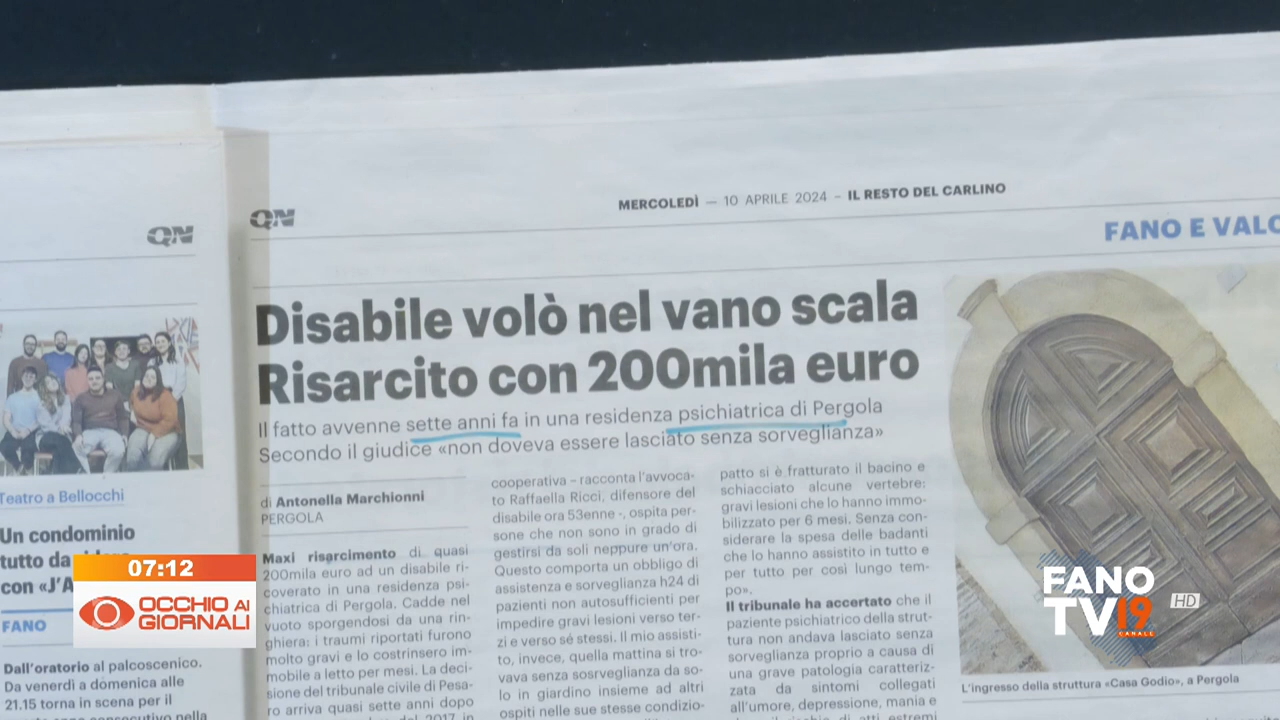 MERCOLEDÌ — 10 APRILE 2024 – IL RESTO DEL CARLINO
QN
QN
FANO E VALO
Disabile volò nel vano scala
Risarcito con 200mila euro
Il fatto avvenne sette anni fa in una residenza psichiatrica di Pergola
Secondo il giudice «non doveva essere lasciato senza sorveglianza»
di Antonella Marchionni
PERGOLA
Maxi risarcimento di quasi
200mila euro ad un disabile ri-
coverato in una residenza psi-
chiatrica di Pergola. Cadde nel
vuoto sporgendosi da una rin-
ghiera: i traumi riportati furono
molto gravi e lo costrinsero im-
mobile a letto per mesi. La deci-
sione del tribunale civile di Pesa-
ro arriva quasi sette anni dopo
del 2017 in
cooperativa – racconta l'avvoca-
to Raffaella Ricci, difensore del
disabile ora 53enne -, ospita per-
sone che non sono in grado di
gestirsi da soli neppure un'ora.
Questo comporta un obbligo di
assistenza e sorveglianza h24 di
pazienti non autosufficienti per
impedire gravi lesioni verso ter-
zi e verso sé stessi. Il mio assisti-
to, invece, quella mattina si tro-
vava senza sosrveglianza da so-
lo in giardino insieme ad altri
ospiti nelle sue stesse condizio-
patto si è fratturato il bacino e
schiacciato alcune vertebre:
gravi lesioni che lo hanno immo-
bilizzato per 6 mesi. Senza con-
siderare la spesa delle badanti
che lo hanno assistito in tutto e
per tutto per così lungo tem-
po».
Il tribunale ha accertato che il
paziente psichiatrico della strut-
tura non andava lasciato senza
sorveglianza proprio a causa di
una grave patologia caratteriz-
zata da sintomi collegati
all'umore, depressione, mania e
rischio di atti estremi
L'ingresso della struttura «Casa Godio», a Pergola
Teatro a Bellocchi
Un condominio
tutto da
con «J'A
FANO
Dall'oratorio al palcoscenico.
Da venerdì a domenica alle
21.15 torna in scena per il
consecutivo nella
07:12
OCCHIO AI
GIORNALI
FANO
TV19
CANALE
HD